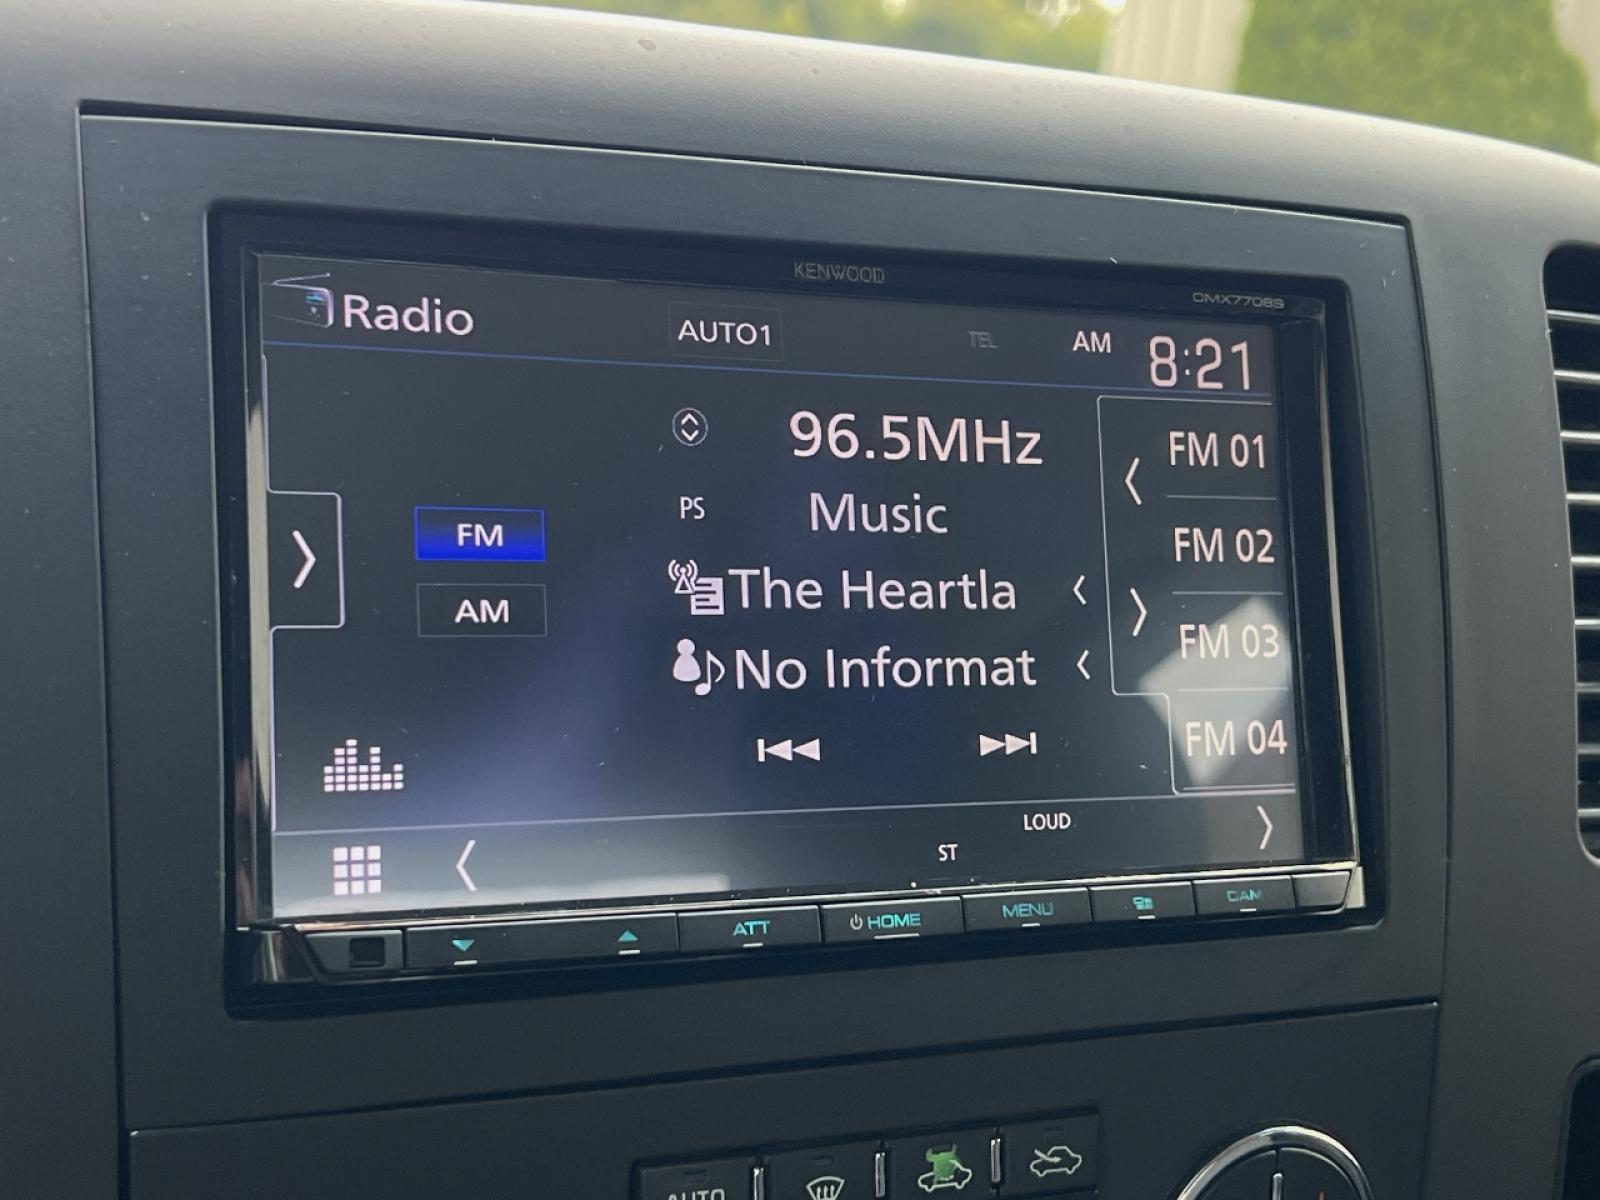 KENWOOD
DMX7706S
Radio
AUTO1
TEL
AM 8:21
96.5MHz
PS Music
The Heartla
No Informat
FM
AM
FM 01
FM 02
FM 03
FM 04
LOUD
ST
ATT
HOME
MENU
CAM
AUTO